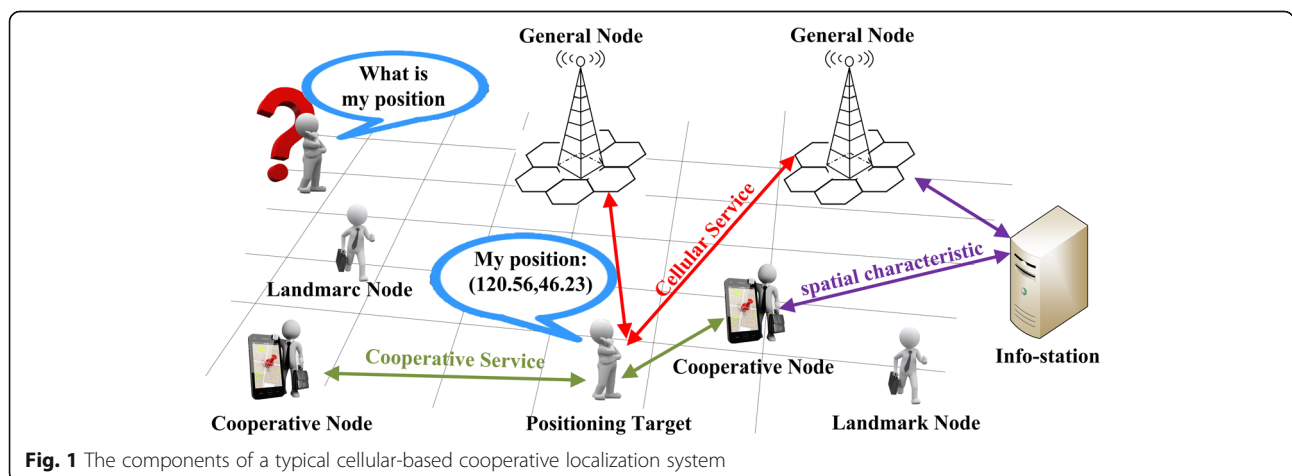 General Node
General Node
What is
my position
Cellular Service
My position:
(120.56,46.23)
spatial characteristic
Landmarc Node
Info-station
Cooperative Service
Cooperative Node
Cooperative Node
Positioning Target
Landmark Node
Fig. 1 The components of a typical cellular-based cooperative localization system